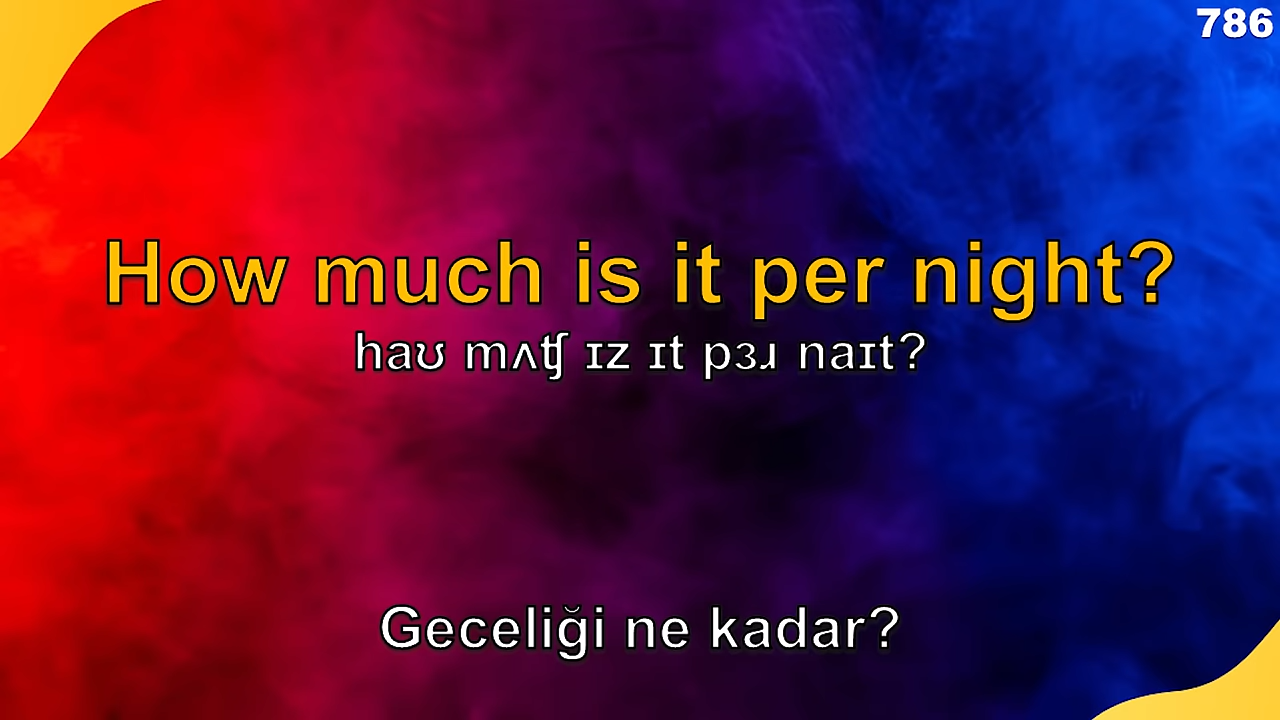 786
How much is it per night?
haʊ mʌʧ ɪz ɪt pɜɹ naɪt?
Geceliği ne kadar?